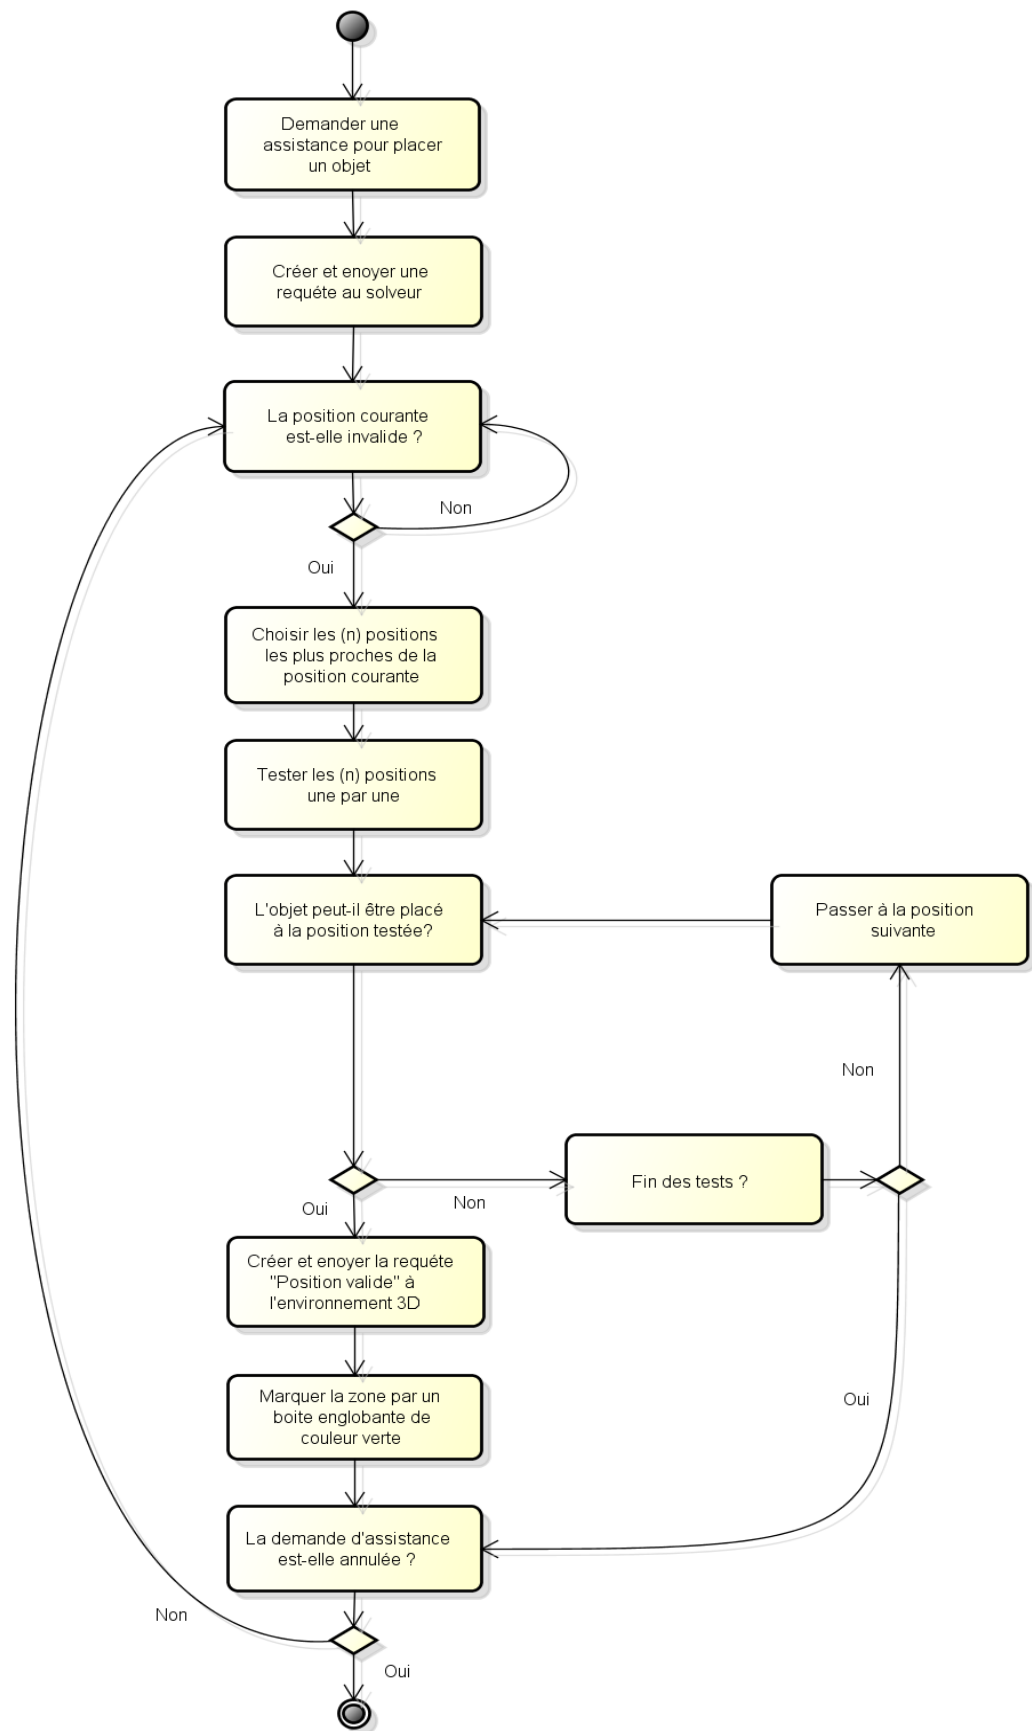 Demander une
assistance pour placer
un objet
Créer et enoyer une
requéte au solveur
La position courante
est-elle invalide ?
Non
Oui
Choisir les (n) positions
les plus proches de la
position courante
Tester les (n) positions
une par une
L'objet peut-il être placé
à la position testée?
Passer à la position
suivante
Non
Fin des tests ?
Oui
Non
Créer et enoyer la requéte
"Position valide" à
l'environnement 3D
Marquer la zone par un
boite englobante de
couleur verte
Oui
La demande d'assistance
est-elle annulée ?
Non
Oui